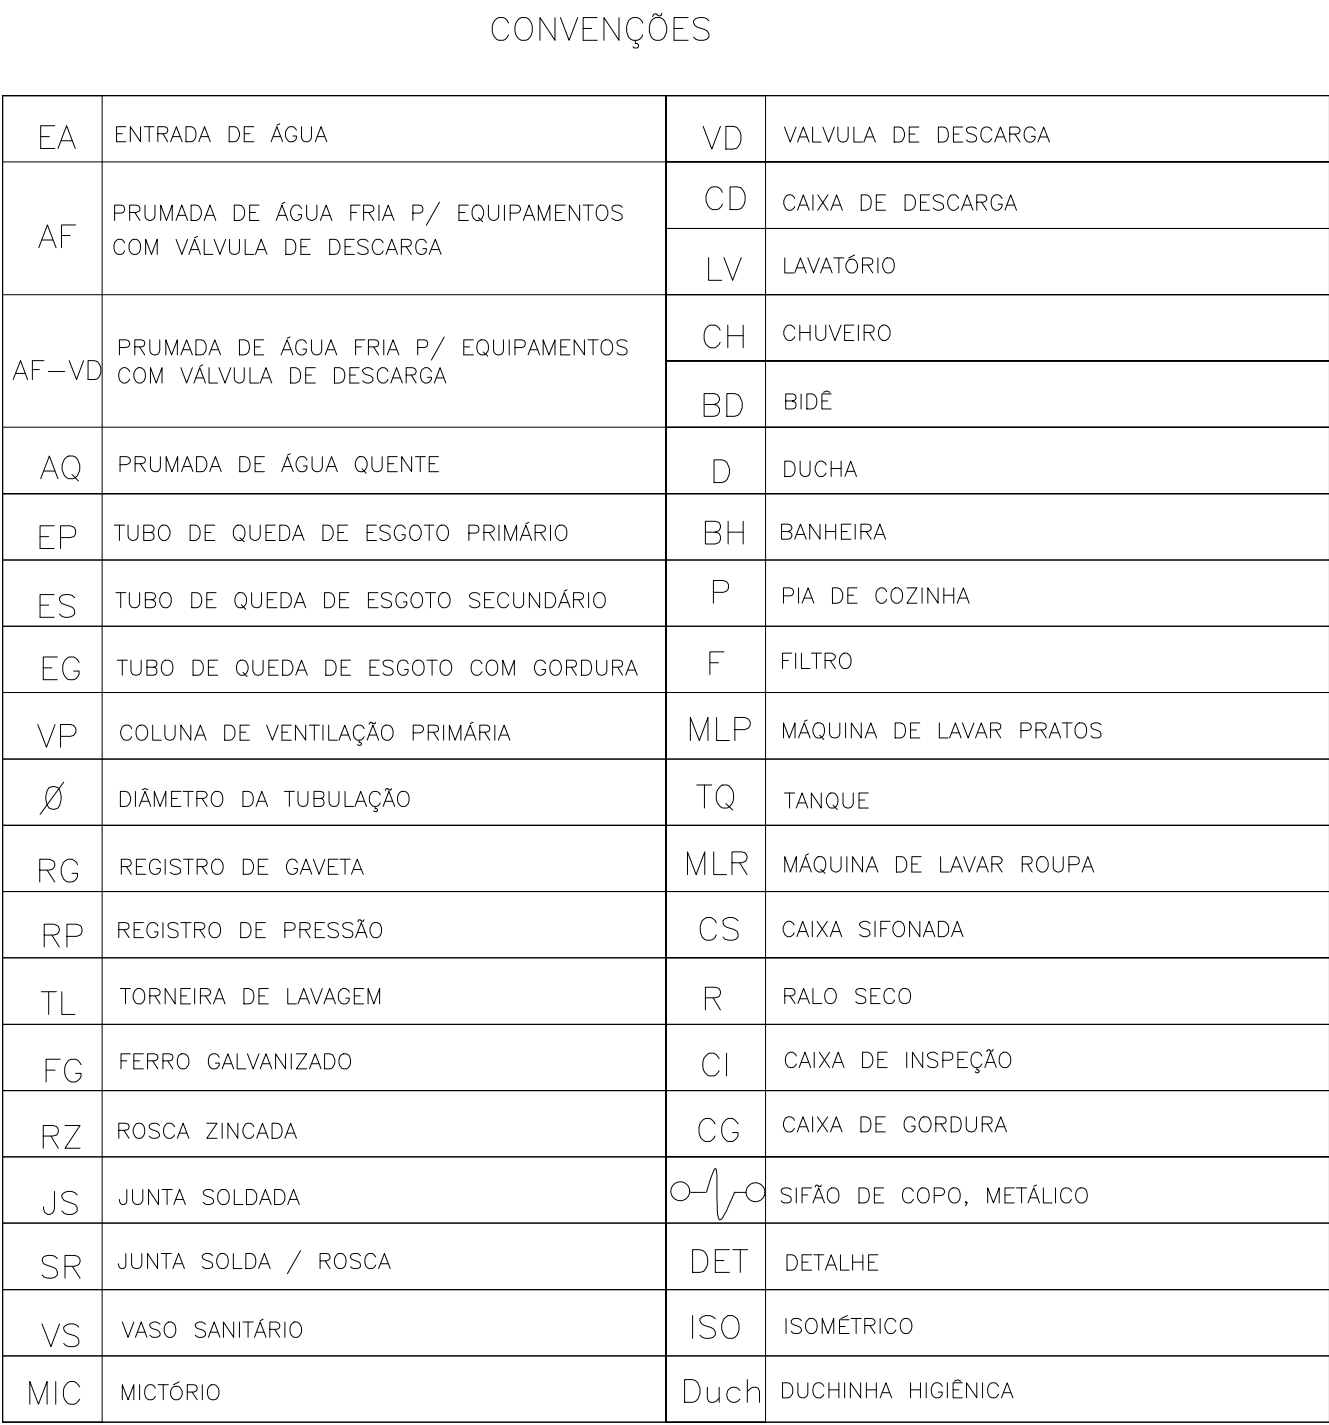 CONVENÇÕES
EA ENTRADA DE ÁGUA
AF PRUMADA DE ÁGUA FRIA P/ EQUIPAMENTOS
COM VÁLVULA DE DESCARGA
AF-VD PRUMADA DE ÁGUA FRIA P/ EQUIPAMENTOS
COM VÁLVULA DE DESCARGA
AQ PRUMADA DE ÁGUA QUENTE
EP TUBO DE QUEDA DE ESGOTO PRIMÁRIO
ES TUBO DE QUEDA DE ESGOTO SECUNDÁRIO
EG TUBO DE QUEDA DE ESGOTO COM GORDURA
VP COLUNA DE VENTILAÇÃO PRIMÁRIA
Ø DIÂMETRO DA TUBULAÇÃO
RG REGISTRO DE GAVETA
RP REGISTRO DE PRESSÃO
TL TORNEIRA DE LAVAGEM
FG FERRO GALVANIZADO
RZ ROSCA ZINCADA
JS JUNTA SOLDADA
SR JUNTA SOLDA / ROSCA
VS VASO SANITÁRIO
MIC MICTÓRIO
VD VALVULA DE DESCARGA
CD CAIXA DE DESCARGA
LV LAVATÓRIO
CH CHUVEIRO
BD BIDÊ
D DUCHA
BH BANHEIRA
P PIA DE COZINHA
F FILTRO
MLP MÁQUINA DE LAVAR PRATOS
TQ TANQUE
MLR MÁQUINA DE LAVAR ROUPA
CS CAIXA SIFONADA
R RALO SECO
CI CAIXA DE INSPEÇÃO
CG CAIXA DE GORDURA
SIFÃO DE COPO, METÁLICO
DET DETALHE
ISO ISOMÉTRICO
Duch DUCHINHA HIGIÊNICA